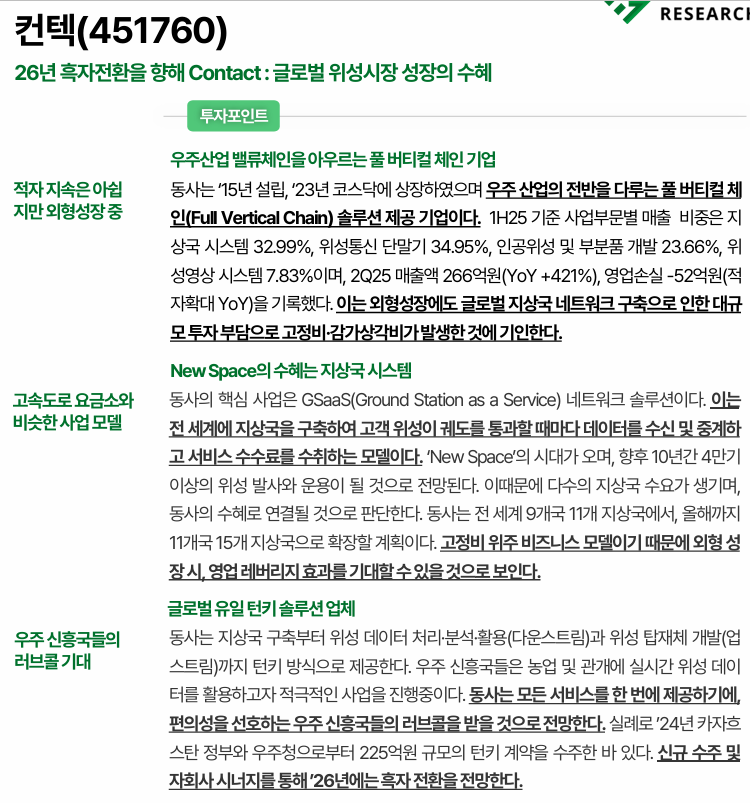 RESEARCH
컨텍(451760)
26년 흑자전환을 향해 Contact : 글로벌 위성시장 성장의 수혜
투자포인트
적자 지속은 아쉽
지만 외형성장 중
우주산업 밸류체인을 아우르는 풀 버티컬 체인 기업
동사는 ‘15년 설립, ‘23년 코스닥에 상장하였으며 우주 산업의 전반을 다루는 풀 버티컬 체
인(Full Vertical Chain) 솔루션 제공 기업이다. 1H25 기준 사업부문별 매출 비중은 지
상국 시스템 32.99%, 위성통신 단말기 34.95%, 인공위성 및 부분품 개발 23.66%, 위
성영상 시스템 7.83%이며, 2Q25 매출액 266억원(YoY +421%), 영업손실 -52억원(적
자확대 YoY)을 기록했다. 이는 외형성장에도 글로벌 지상국 네트워크 구축으로 인한 대규
모 투자 부담으로 고정비·감가상각비가 발생한 것에 기인한다.
고속도로 요금소와
비슷한 사업 모델
New Space의 수혜는 지상국 시스템
동사의 핵심 사업은 GSaaS(Ground Station as a Service) 네트워크 솔루션이다. 이는
전 세계에 지상국을 구축하여 고객 위성이 궤도를 통과할 때마다 데이터를 수신 및 중계하
고 서비스 수수료를 수취하는 모델이다. ‘New Space’의 시대가 오며, 향후 10년간 4만기
이상의 위성 발사와 운용이 될 것으로 전망된다. 이때문에 다수의 지상국 수요가 생기며,
동사의 수혜로 연결될 것으로 판단한다. 동사는 전 세계 9개국 11개 지상국에서, 올해까지
11개국 15개 지상국으로 확장할 계획이다. 고정비 위주 비즈니스 모델이기 때문에 외형 성
장 시, 영업 레버리지 효과를 기대할 수 있을 것으로 보인다.
우주 신흥국들의
러브콜 기대
글로벌 유일 턴키 솔루션 업체
동사는 지상국 구축부터 위성 데이터 처리·분석·활용(다운스트림)과 위성 탑재체 개발(업
스트림)까지 턴키 방식으로 제공한다. 우주 신흥국들은 농업 및 관개에 실시간 위성 데이
터를 활용하고자 적극적인 사업을 진행중이다. 동사는 모든 서비스를 한 번에 제공하기에,
편의성을 선호하는 우주 신흥국들의 러브콜을 받을 것으로 전망한다. 실례로 ’24년 카자흐
스탄 정부와 우주청으로부터 225억원 규모의 턴키 계약을 수주한 바 있다. 신규 수주 및
자회사 시너지를 통해 ’26년에는 흑자 전환을 전망한다.